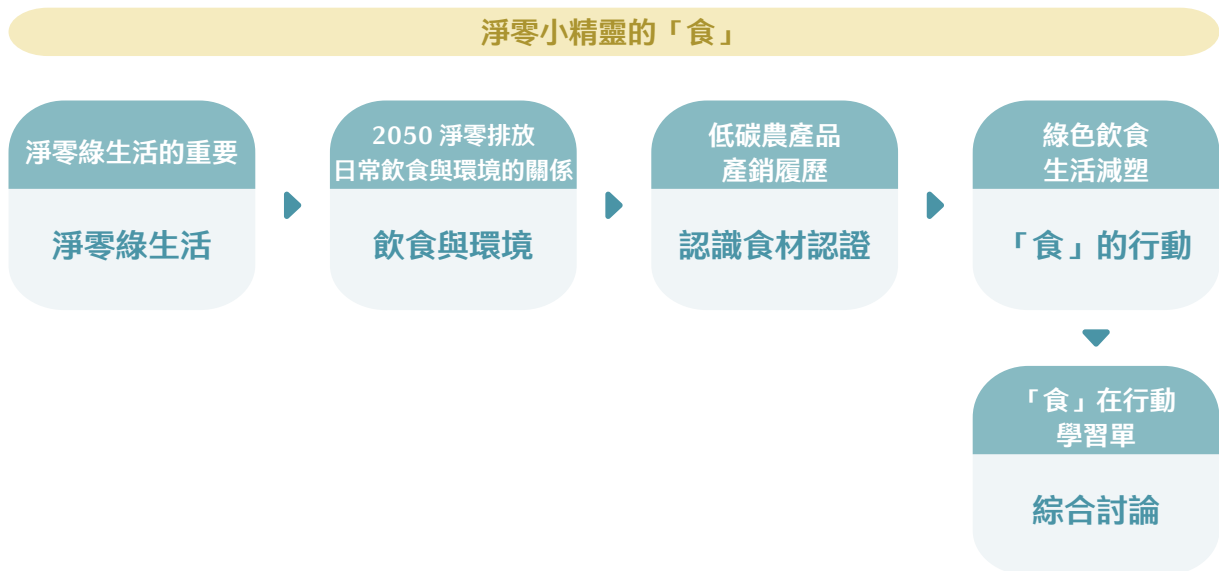 淨零小精靈的「食」
淨零綠生活的重要
淨零綠生活
2050 淨零排放
日常飲食與環境的關係
飲食與環境
低碳農產品
產銷履歷
認識食材認證
綠色飲食
生活減塑
「食」的行動
「食」在行動
學習單
綜合討論